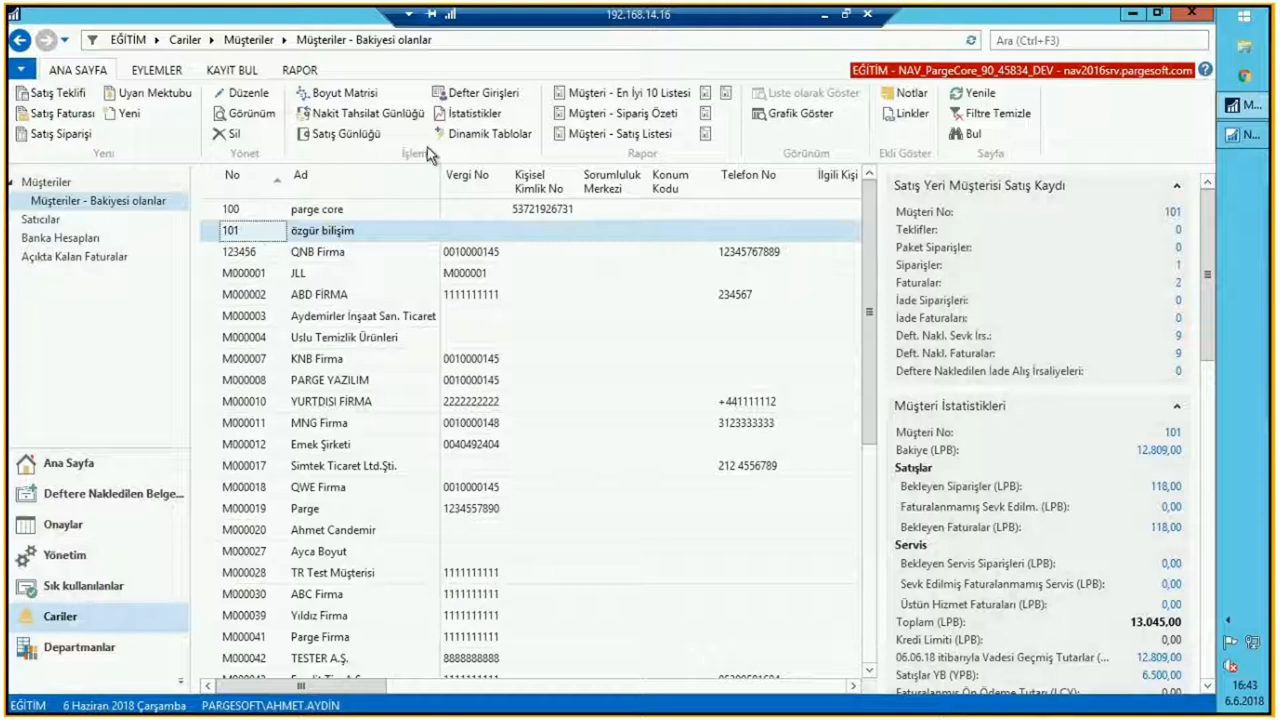 192.168.14.16
EĞİTİM ▸ Cariler ▸ Müşteriler ▸ Müşteriler - Bakiyesi olanlar
Ara (Ctrl+F3)
ANA SAYFA EYLEMLER KAYIT BUL RAPOR
EĞİTİM - NAV_PargeCore_90_45834_DEV - nav2016srv.pargesoft.com
Satış Teklifi Uyarı Mektubu Düzenle Boyut Matrisi Defter Girişleri Müşteri - En İyi 10 Listesi Liste olarak Göster Notlar Yenile
Satış Faturası Yeni Görünüm Nakit Tahsilat Günlüğü İstatistikler Müşteri - Sipariş Özeti Grafik Göster Linkler Filtre Temizle
Satış Siparişi Sil Satış Günlüğü Dinamik Tablolar Müşteri - Satış Listesi Bul
Yeni Yönet İşlem Rapor Görünüm Ekli Göster Sayfa
M...
N...
Müşteriler
Müşteriler - Bakiyesi olanlar
Satıcılar
Banka Hesapları
Açıkta Kalan Faturalar
Ana Sayfa
Deftere Nakledilen Belge...
Onaylar
Yönetim
Sık kullanılanlar
Cariler
Departmanlar
No Ad Vergi No Kişisel Kimlik No Sorumluluk Merkezi Konum Kodu Telefon No İlgili Kişi
100 parge core 53721926731
101 özgür bilişim
123456 QNB Firma 0010000145 12345767889
M000001 JLL M000001
M000002 ABD FİRMA 1111111111 234567
M000003 Aydemirler İnşaat San. Ticaret
M000004 Uslu Temizlik Ürünleri
M000007 KNB Firma 0010000145
M000008 PARGE YAZILIM 0010000145
M000010 YURTDISI FİRMA 2222222222 +441111112
M000011 MNG Firma 0010000148 3123333333
M000012 Emek Şirketi 0040492404
M000017 Simtek Ticaret Ltd.Şti. 212 4556789
M000018 QWE Firma 0010000145
M000019 Parge 1234557890
M000020 Ahmet Candemir
M000027 Ayca Boyut
M000028 TR Test Müşterisi 1111111111
M000030 ABC Firma 1111111111
M000039 Yıldız Firma 1111111111
M000041 Parge Firma 1111111111
M000042 TESTER A.Ş. 8888888888
Satış Yeri Müşterisi Satış Kaydı
Müşteri No: 101
Teklifler: 0
Paket Siparişler: 0
Siparişler: 1
Faturalar: 2
İade Siparişleri: 0
İade Faturaları: 0
Deft. Nakl. Sevk İrs.: 9
Deft. Nakl. Faturalar: 9
Deftere Nakledilen İade Alış İrsaliyeleri: 0
Müşteri İstatistikleri
Müşteri No: 101
Bakiye (LPB): 12.809,00
Satışlar
Bekleyen Siparişler (LPB): 118,00
Faturalanmamış Sevk Edilm. (LPB): 0,00
Bekleyen Faturalar (LPB): 118,00
Servis
Bekleyen Servis Siparişleri (LPB): 0,00
Sevk Edilmiş Faturalanmamış Servis (LPB): 0,00
Üstün Hizmet Faturaları (LPB): 0,00
Toplam (LPB): 13.045,00
Kredi Limiti (LPB): 0,00
06.06.18 itibarıyla Vadesi Geçmiş Tutarlar (... 12.809,00
Satışlar YB (YPB): 6.500,00
Faturalanmış Ön Ödeme Tutarı (LCY): 0,00
16:43
6.6.2018
EĞİTİM 6 Haziran 2018 Çarşamba PARGESOFT\AHMET.AYDİN